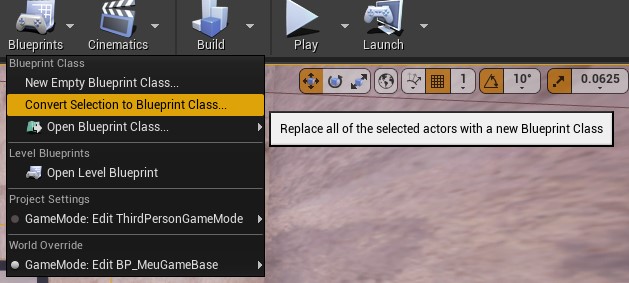 Blueprints
Cinematics
Build
Play
Launch
Blueprint Class
New Empty Blueprint Class...
Convert Selection to Blueprint Class...
Open Blueprint Class...
Level Blueprints
Open Level Blueprint
Project Settings
GameMode: Edit ThirdPersonGameMode
World Override
GameMode: Edit BP_MeuGameBase
1
10°
0.0625
Replace all of the selected actors with a new Blueprint Class